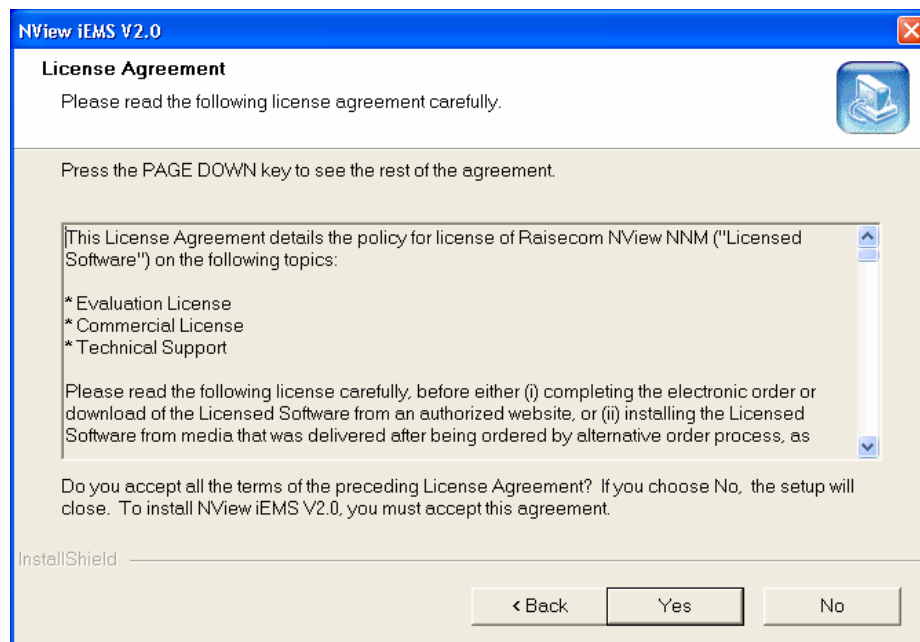 NView iEMS V2.0
License Agreement
Please read the following license agreement carefully.
Press the PAGE DOWN key to see the rest of the agreement.
This License Agreement details the policy for license of Raisecom NView NNM ("Licensed
Software") on the following topics:
* Evaluation License
* Commercial License
* Technical Support
Please read the following license carefully, before either (i) completing the electronic order or
download of the Licensed Software from an authorized website, or (ii) installing the Licensed
Software from media that was delivered after being ordered by alternative order process, as
Do you accept all the terms of the preceding License Agreement? If you choose No, the setup will
close. To install NView iEMS V2.0, you must accept this agreement.
InstallShield
< Back
Yes
No